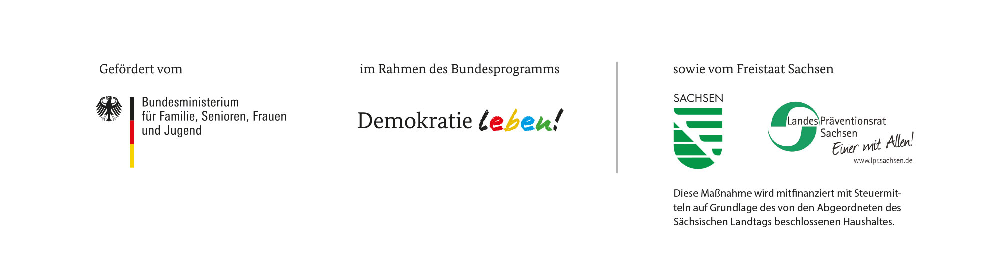 Gefördert vom
Bundesministerium
für Familie, Senioren, Frauen
und Jugend
im Rahmen des Bundesprogramms
Demokratie Leben!
sowie vom Freistaat Sachsen
SACHSEN
LandesPräventionsrat
Sachsen
Einer mit Allen!
www.lpr.sachsen.de
Diese Maßnahme wird mitfinanziert mit Steuermit-
teln auf Grundlage des von den Abgeordneten des
Sächsischen Landtags beschlossenen Haushaltes.